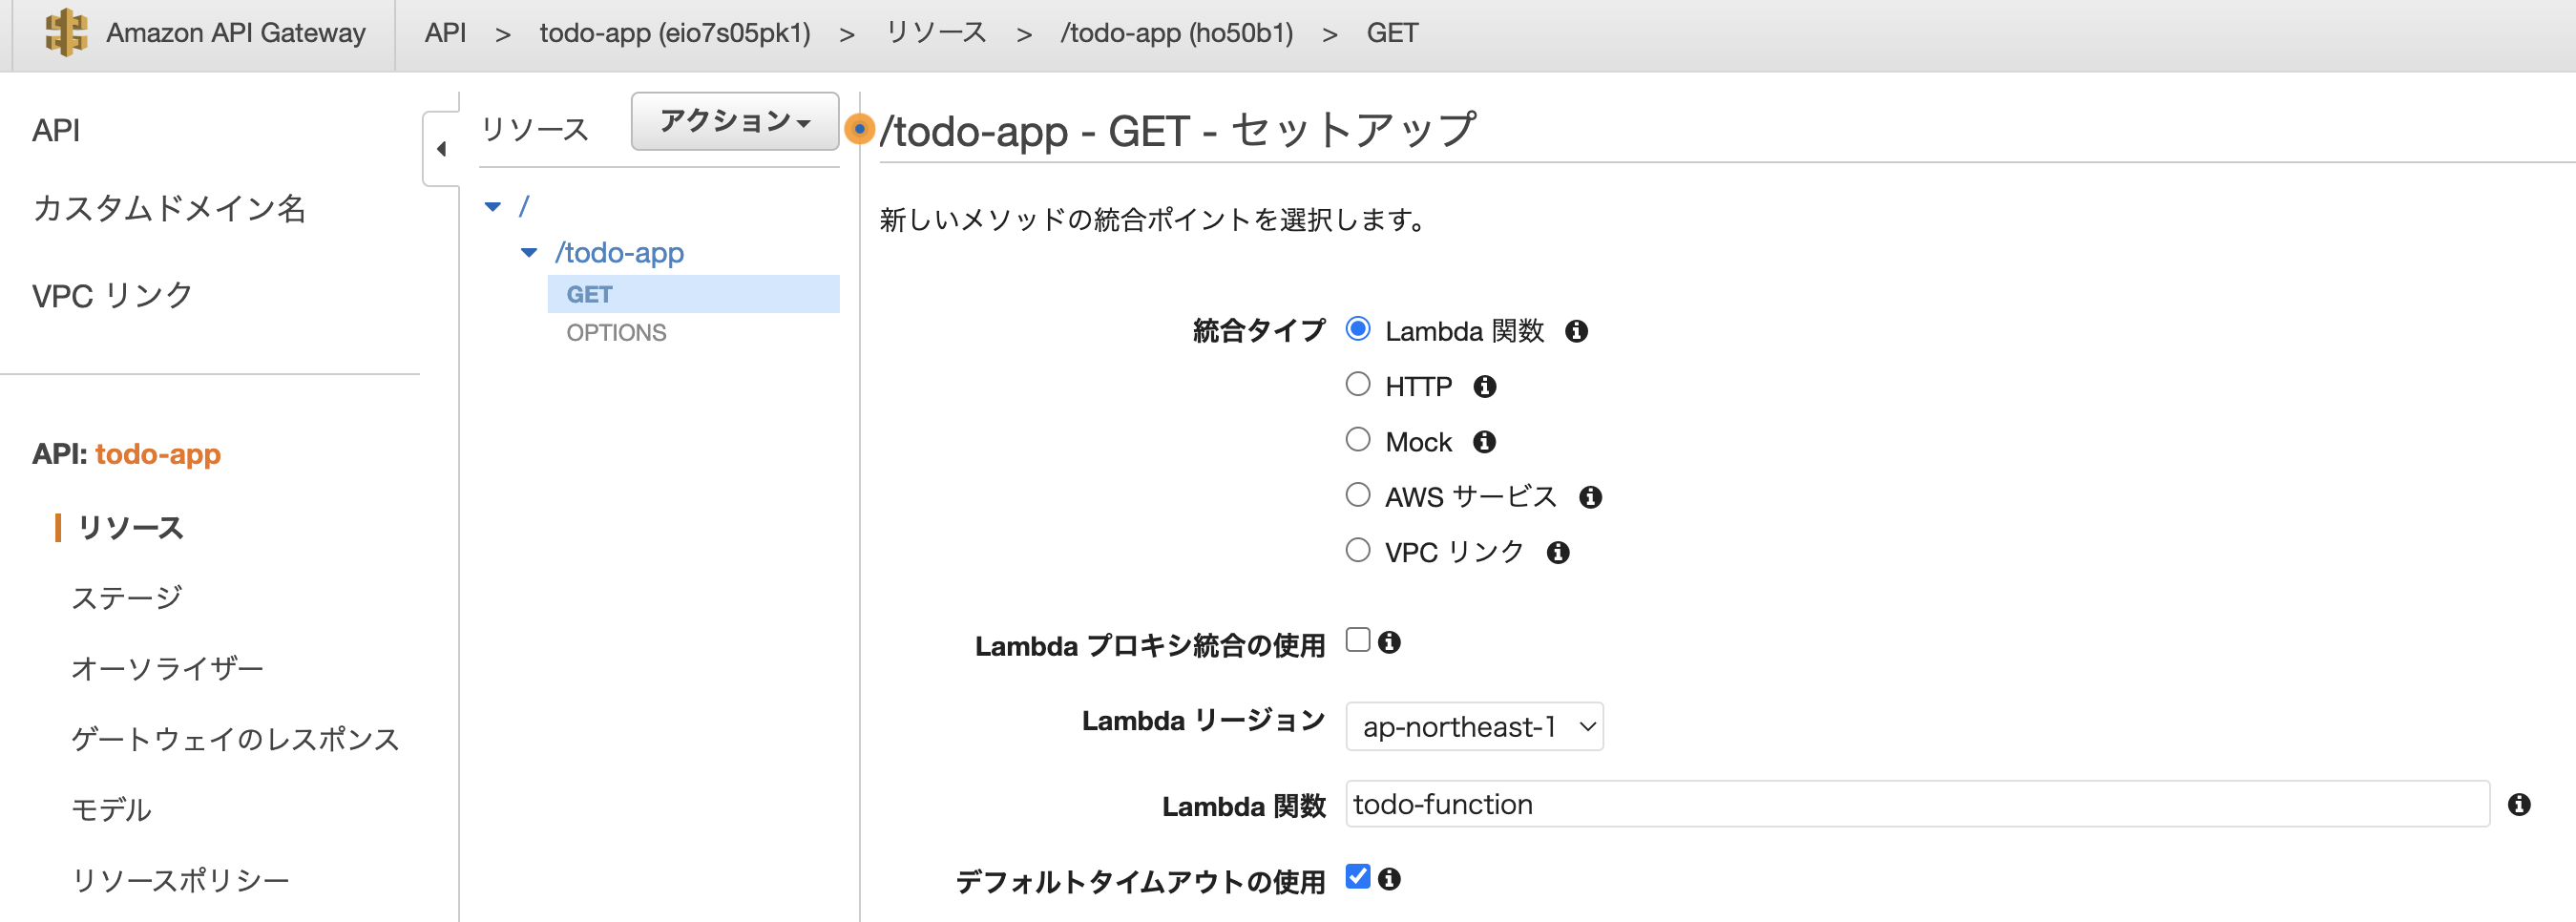 Amazon API Gateway
API > todo-app (eio7s05pk1) > リソース > /todo-app (ho50b1) > GET
API
カスタムドメイン名
VPC リンク
API: todo-app
リソース
ステージ
オーソライザー
ゲートウェイのレスポンス
モデル
リソースポリシー
リソース
アクション
/
/todo-app
GET
OPTIONS
/todo-app - GET - セットアップ
新しいメソッドの統合ポイントを選択します。
統合タイプ Lambda 関数
HTTP
Mock
AWS サービス
VPC リンク
Lambda プロキシ統合の使用
Lambda リージョン ap-northeast-1
Lambda 関数 todo-function
デフォルトタイムアウトの使用